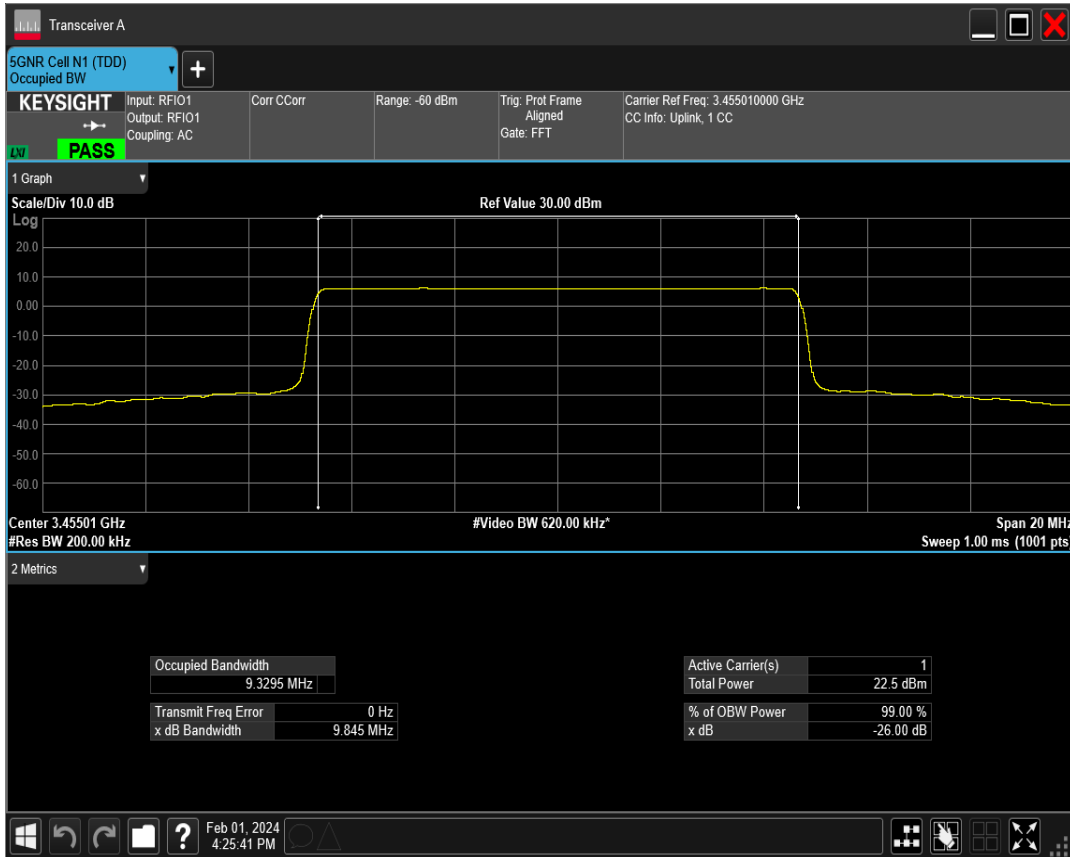 Transceiver A
5GNR Cell N1 (TDD)
Occupied BW
KEYSIGHT
LXI
PASS
Input: RFIO1
Output: RFIO1
Coupling: AC
Corr CCorr
Range: -60 dBm
Trig: Prot Frame
Aligned
Gate: FFT
Carrier Ref Freq: 3.455010000 GHz
CC Info: Uplink, 1 CC
1 Graph
Scale/Div 10.0 dB
Ref Value 30.00 dBm
Log
20.0
10.0
0.00
-10.0
-20.0
-30.0
-40.0
-50.0
-60.0
Center 3.45501 GHz
#Video BW 620.00 kHz*
Span 20 MHz
#Res BW 200.00 kHz
Sweep 1.00 ms (1001 pts)
2 Metrics
Occupied Bandwidth
9.3295 MHz
Transmit Freq Error 0 Hz
x dB Bandwidth 9.845 MHz
Active Carrier(s) 1
Total Power 22.5 dBm
% of OBW Power 99.00 %
x dB -26.00 dB
?
Feb 01, 2024
4:25:41 PM